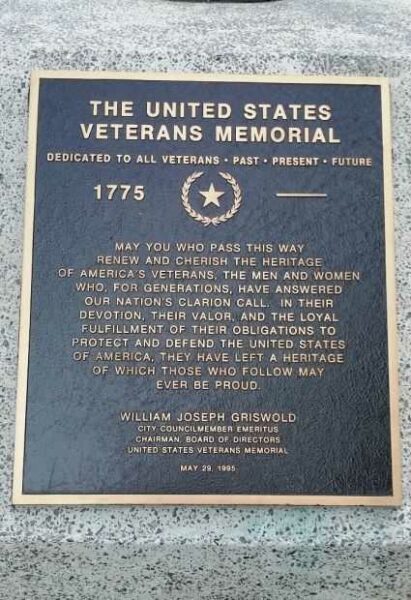 THE UNITED STATES
VETERANS MEMORIAL
DEDICATED TO ALL VETERANS • PAST • PRESENT • FUTURE
1775 ——
MAY YOU WHO PASS THIS WAY
RENEW AND CHERISH THE HERITAGE
OF AMERICA'S VETERANS, THE MEN AND WOMEN
WHO, FOR GENERATIONS, HAVE ANSWERED
OUR NATION'S CLARION CALL. IN THEIR
DEVOTION, THEIR VALOR, AND THE LOYAL
FULFILLMENT OF THEIR OBLIGATIONS TO
PROTECT AND DEFEND THE UNITED STATES
OF AMERICA, THEY HAVE LEFT A HERITAGE
OF WHICH THOSE WHO FOLLOW MAY
EVER BE PROUD.
WILLIAM JOSEPH GRISWOLD
CITY COUNCILMEMBER EMERITUS
CHAIRMAN, BOARD OF DIRECTORS
UNITED STATES VETERANS MEMORIAL
MAY 29, 1995